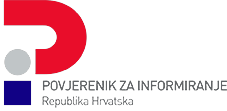 POVJERENIK ZA INFORMIRANJE
Republika Hrvatska